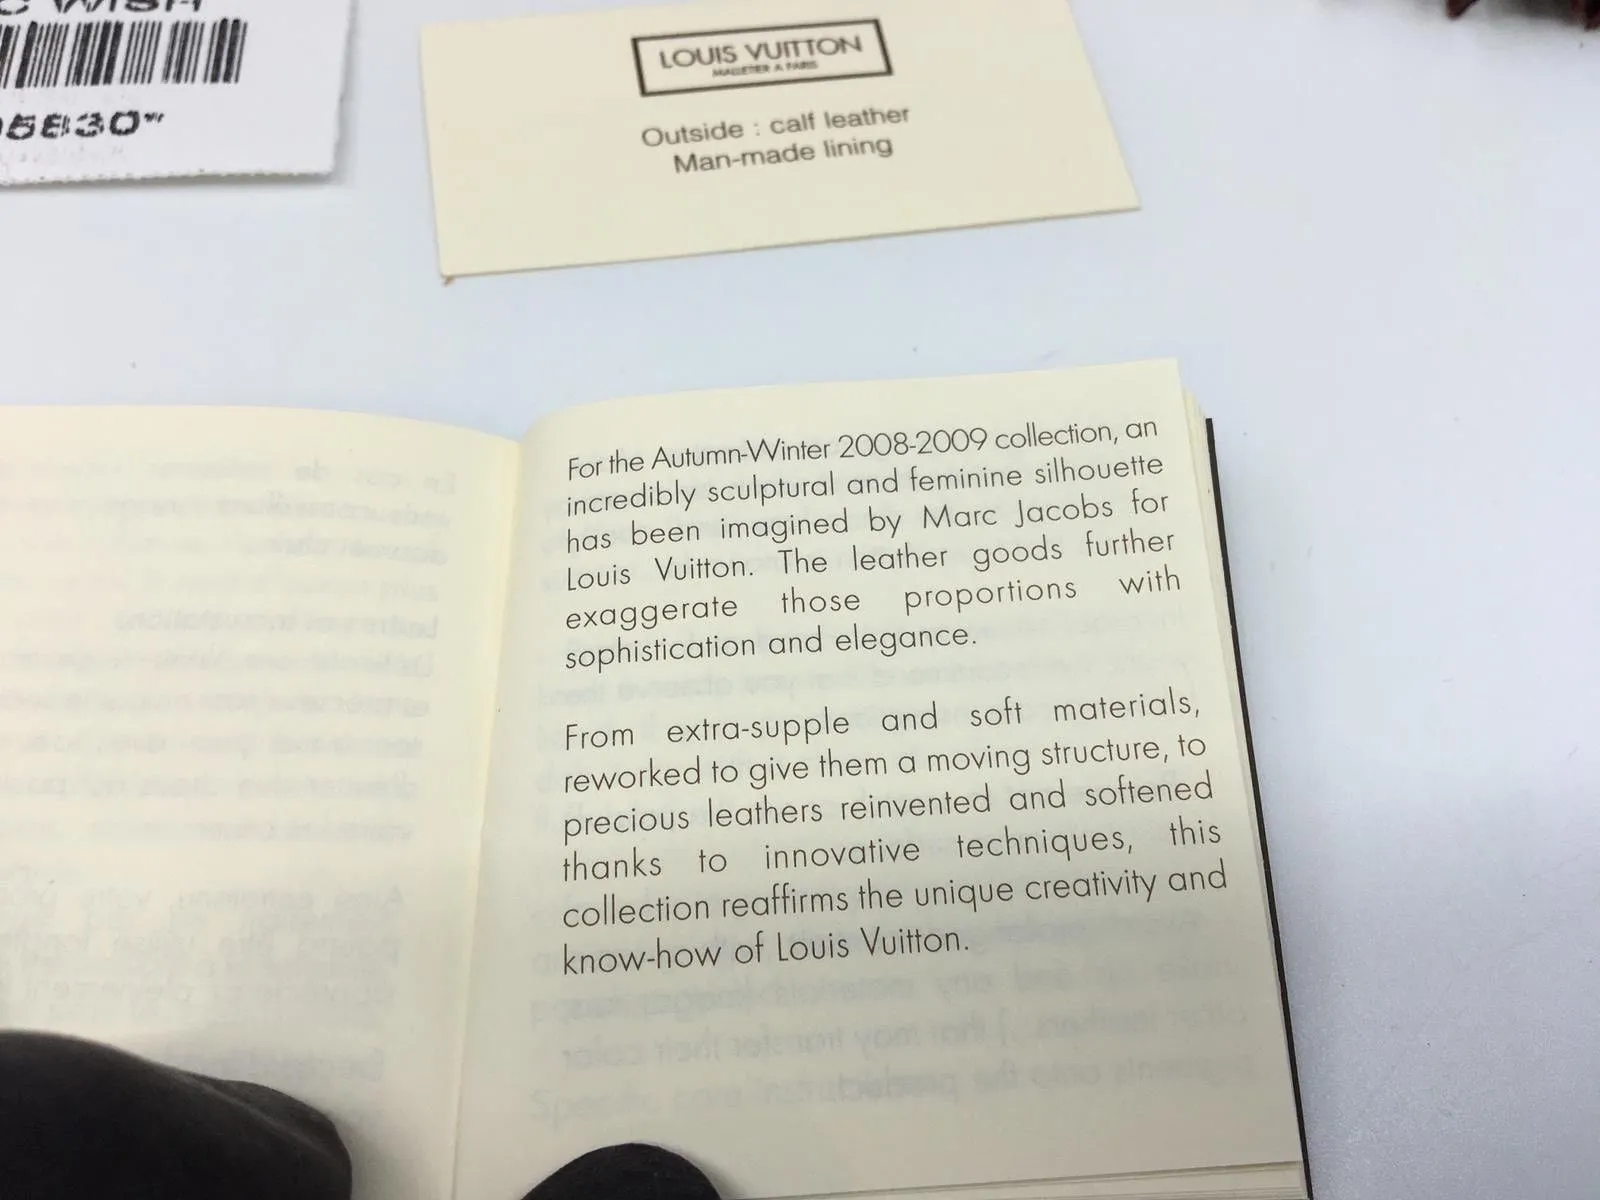 LOUIS VUITTON
MALLETIER A PARIS
Outside : calf leather
Man-made lining
For the Autumn-Winter 2008-2009 collection, an
incredibly sculptural and feminine silhouette
has been imagined by Marc Jacobs for
Louis Vuitton. The leather goods further
exaggerate those proportions with
sophistication and elegance.
From extra-supple and soft materials,
reworked to give them a moving structure, to
precious leathers reinvented and softened
thanks to innovative techniques, this
collection reaffirms the unique creativity and
know-how of Louis Vuitton.